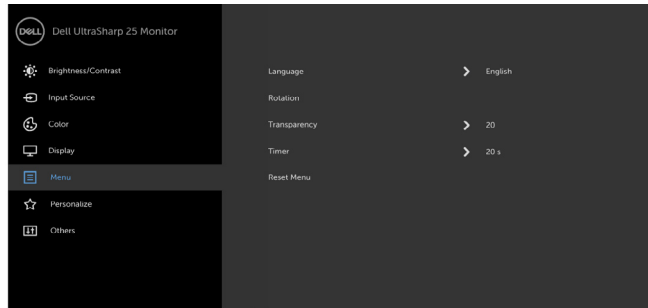 DELL Dell UltraSharp 25 Monitor
Brightness/Contrast
Input Source
Color
Display
Menu
Personalize
Others
Language English
Rotation
Transparency 20
Timer 20 s
Reset Menu